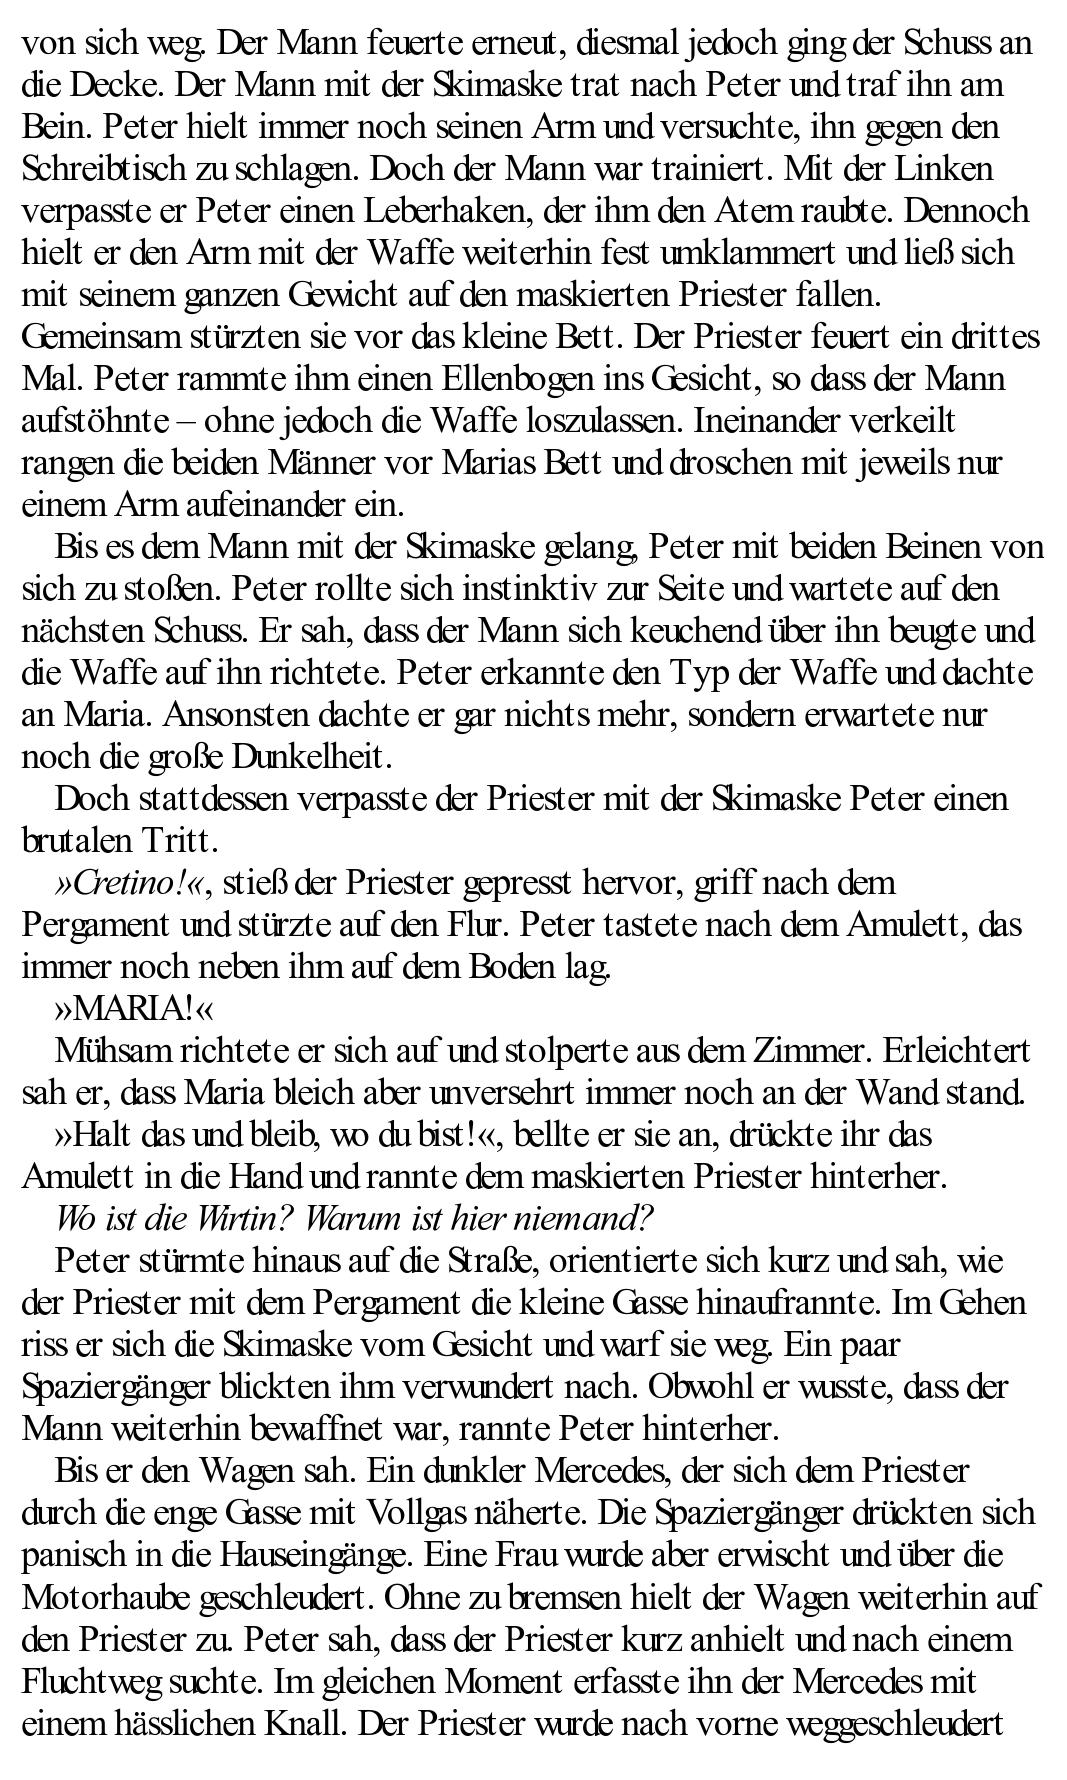 von sich weg. Der Mann feuerte erneut, diesmal jedoch ging der Schuss an
die Decke. Der Mann mit der Skimaske trat nach Peter und traf ihn am
Bein. Peter hielt immer noch seinen Arm und versuchte, ihn gegen den
Schreibtisch zu schlagen. Doch der Mann war trainiert. Mit der Linken
verpasste er Peter einen Leberhaken, der ihm den Atem raubte. Dennoch
hielt er den Arm mit der Waffe weiterhin fest umklammert und ließ sich
mit seinem ganzen Gewicht auf den maskierten Priester fallen.
Gemeinsam stürzten sie vor das kleine Bett. Der Priester feuert ein drittes
Mal. Peter rammte ihm einen Ellenbogen ins Gesicht, so dass der Mann
aufstöhnte – ohne jedoch die Waffe loszulassen. Ineinander verkeilt
rangen die beiden Männer vor Marias Bett und droschen mit jeweils nur
einem Arm aufeinander ein.
Bis es dem Mann mit der Skimaske gelang, Peter mit beiden Beinen von
sich zu stoßen. Peter rollte sich instinktiv zur Seite und wartete auf den
nächsten Schuss. Er sah, dass der Mann sich keuchend über ihn beugte und
die Waffe auf ihn richtete. Peter erkannte den Typ der Waffe und dachte
an Maria. Ansonsten dachte er gar nichts mehr, sondern erwartete nur
noch die große Dunkelheit.
Doch stattdessen verpasste der Priester mit der Skimaske Peter einen
brutalen Tritt.
»Cretino!«, stieß der Priester gepresst hervor, griff nach dem
Pergament und stürzte auf den Flur. Peter tastete nach dem Amulett, das
immer noch neben ihm auf dem Boden lag.
»MARIA!«
Mühsam richtete er sich auf und stolperte aus dem Zimmer. Erleichtert
sah er, dass Maria bleich aber unversehrt immer noch an der Wand stand.
»Halt das und bleib, wo du bist!«, bellte er sie an, drückte ihr das
Amulett in die Hand und rannte dem maskierten Priester hinterher.
Wo ist die Wirtin? Warum ist hier niemand?
Peter stürmte hinaus auf die Straße, orientierte sich kurz und sah, wie
der Priester mit dem Pergament die kleine Gasse hinaufrannte. Im Gehen
riss er sich die Skimaske vom Gesicht und warf sie weg. Ein paar
Spaziergänger blickten ihm verwundert nach. Obwohl er wusste, dass der
Mann weiterhin bewaffnet war, rannte Peter hinterher.
Bis er den Wagen sah. Ein dunkler Mercedes, der sich dem Priester
durch die enge Gasse mit Vollgas näherte. Die Spaziergänger drückten sich
panisch in die Hauseingänge. Eine Frau wurde aber erwischt und über die
Motorhaube geschleudert. Ohne zu bremsen hielt der Wagen weiterhin auf
den Priester zu. Peter sah, dass der Priester kurz anhielt und nach einem
Fluchtweg suchte. Im gleichen Moment erfasste ihn der Mercedes mit
einem hässlichen Knall. Der Priester wurde nach vorne weggeschleudert